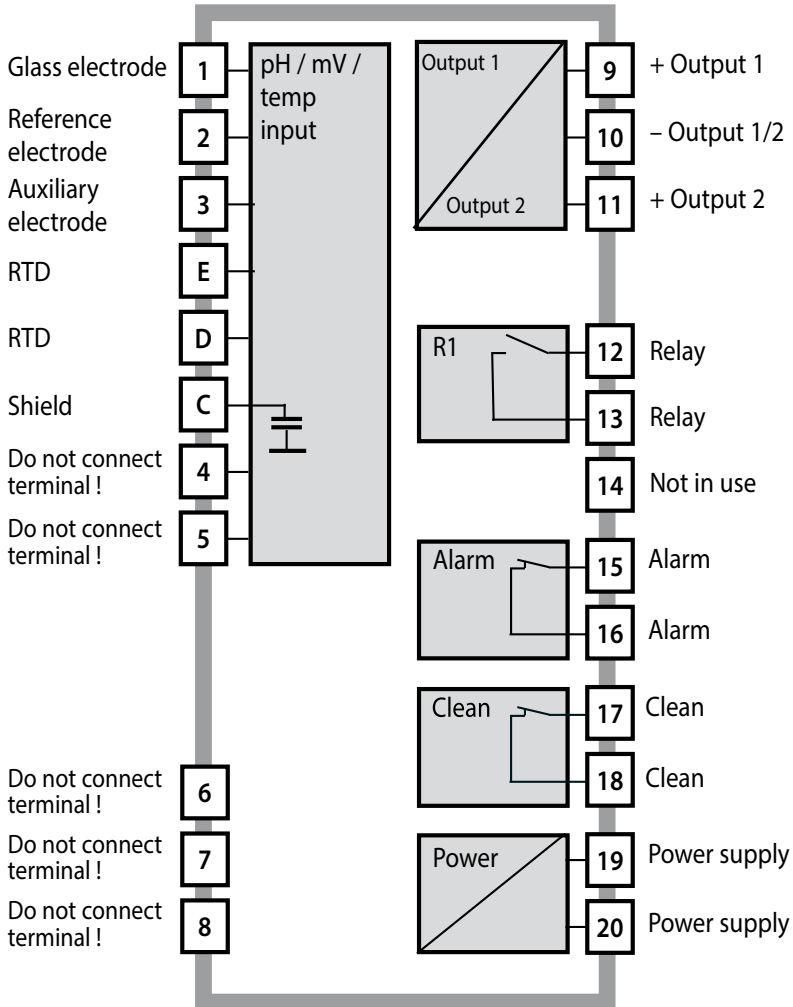 Glass electrode
1
pH / mV /
temp
input
Reference
electrode
2
Auxiliary
electrode
3
RTD
E
RTD
D
Shield
C
Do not connect
terminal !
4
Do not connect
terminal !
5
Do not connect
terminal !
6
Do not connect
terminal !
7
Do not connect
terminal !
8
Output 1
Output 2
9
+ Output 1
10
– Output 1/2
11
+ Output 2
R1
12
Relay
13
Relay
14
Not in use
Alarm
15
Alarm
16
Alarm
Clean
17
Clean
18
Clean
Power
19
Power supply
20
Power supply